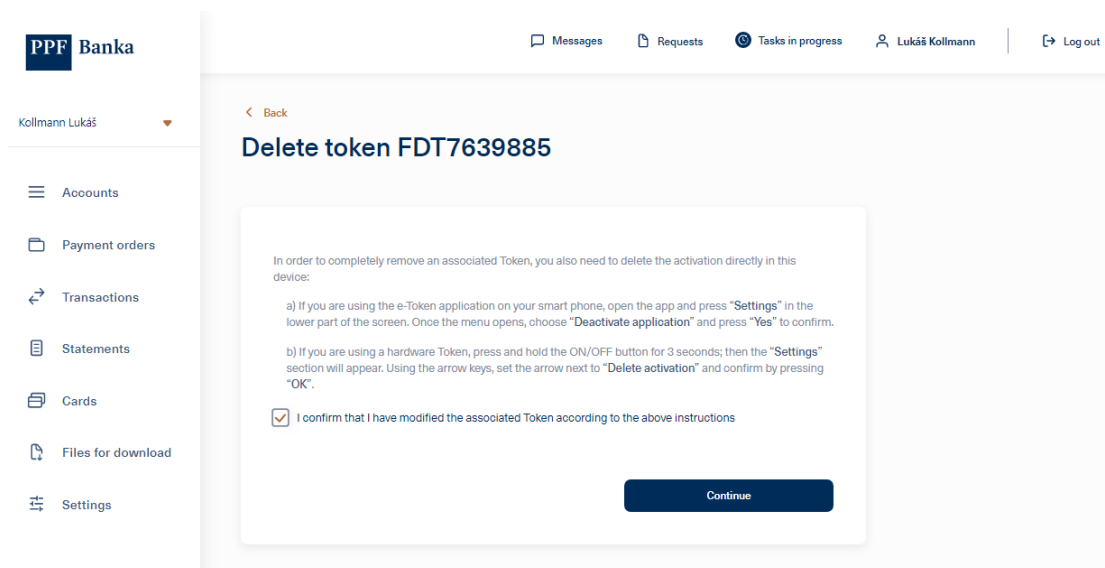 PPF Banka
Messages
Requests
Tasks in progress
Lukáš Kollmann
Log out
Kollmann Lukáš
Accounts
Payment orders
Transactions
Statements
Cards
Files for download
Settings
Back
Delete token FDT7639885
In order to completely remove an associated Token, you also need to delete the activation directly in this
device:
a) If you are using the e-Token application on your smart phone, open the app and press “Settings” in the
lower part of the screen. Once the menu opens, choose “Deactivate application” and press “Yes” to confirm.
b) If you are using a hardware Token, press and hold the ON/OFF button for 3 seconds; then the “Settings”
section will appear. Using the arrow keys, set the arrow next to “Delete activation” and confirm by pressing
“OK”.
I confirm that I have modified the associated Token according to the above instructions
Continue